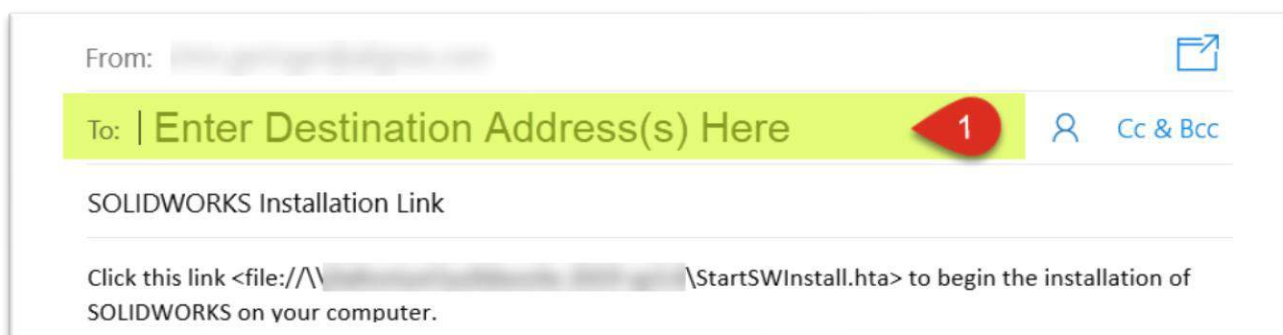 From:
To: Enter Destination Address(s) Here 1 Cc & Bcc
SOLIDWORKS Installation Link
Click this link <file://\\ \StartSWInstall.hta> to begin the installation of
SOLIDWORKS on your computer.